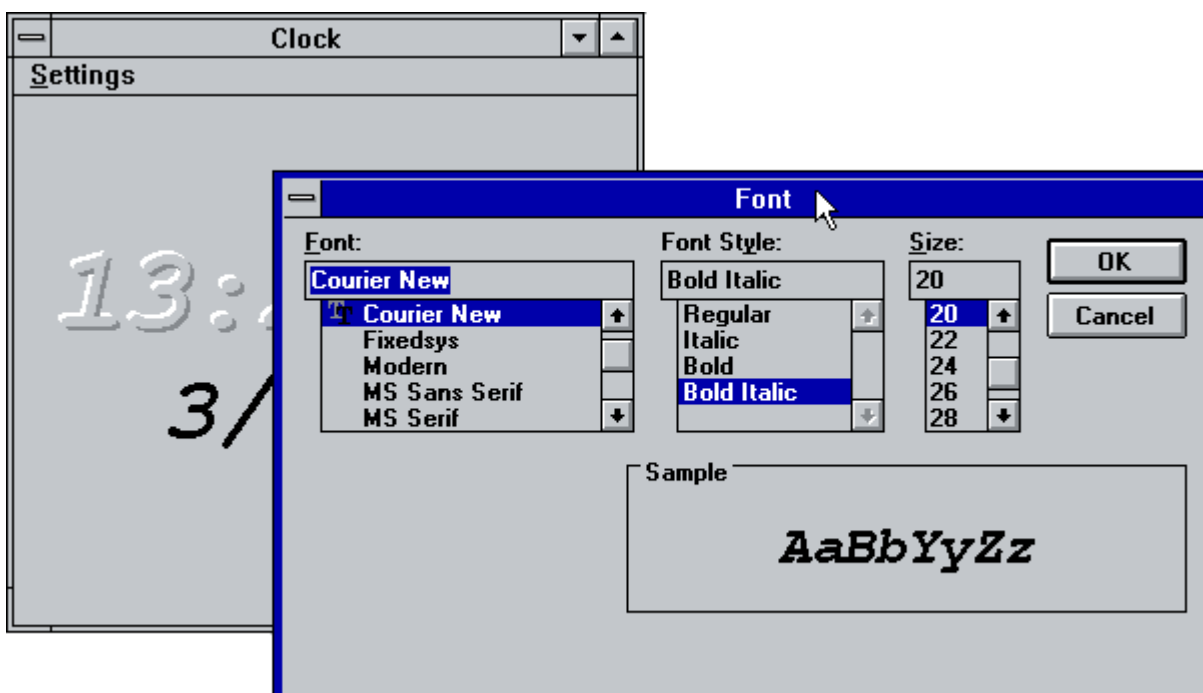 Clock
Settings
13:
3/
Font
Font:
Courier New
Courier New
Fixedsys
Modern
MS Sans Serif
MS Serif
Font Style:
Bold Italic
Regular
Italic
Bold
Bold Italic
Size:
20
20
22
24
26
28
OK
Cancel
Sample
AaBbYyZz